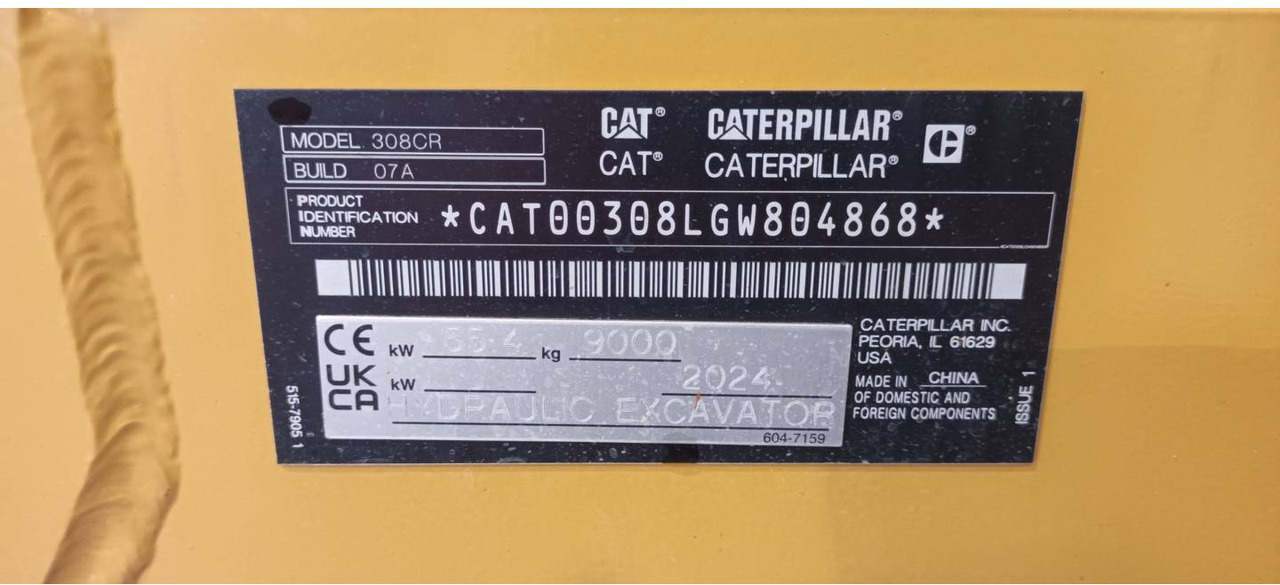 MODEL 308CR
BUILD 07A
CAT® CATERPILLAR® ®
CAT® CATERPILLAR®
PRODUCT
IDENTIFICATION
NUMBER
*CAT00308LGW804868*
CE
kW 55.4 kg 9000
UK
CA
kW 2024
HYDRAULIC EXCAVATOR
604-7159
CATERPILLAR INC.
PEORIA, IL 61629
USA
MADE IN CHINA
OF DOMESTIC AND
FOREIGN COMPONENTS
ISSUE 1
515-7905 1